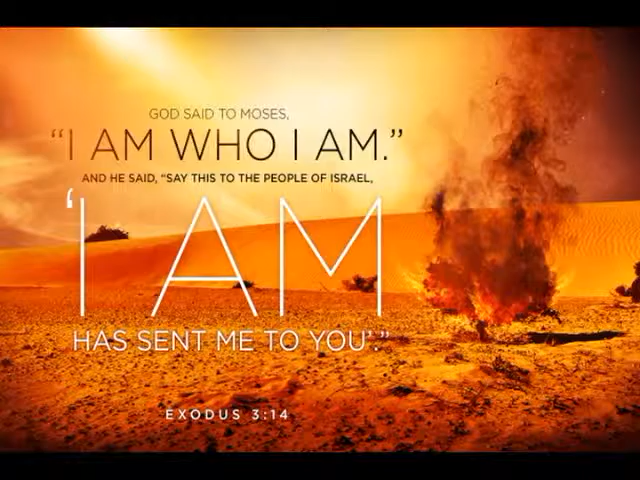 GOD SAID TO MOSES,
“I AM WHO I AM.”
AND HE SAID, “SAY THIS TO THE PEOPLE OF ISRAEL,
‘I AM
HAS SENT ME TO YOU’.”
EXODUS 3:14